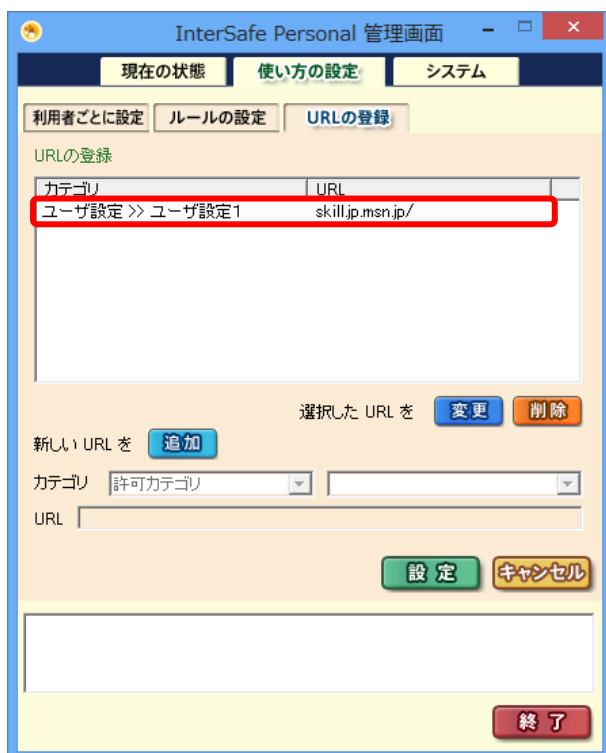 InterSafe Personal 管理画面
現在の状態 使い方の設定 システム
利用者ごとに設定 ルールの設定 URLの登録
URLの登録
カテゴリ URL
ユーザ設定 >> ユーザ設定1 skill.jp.msn.jp/
選択した URL を 変更 削除
新しい URL を 追加
カテゴリ 許可カテゴリ
URL
設定 キャンセル
終了